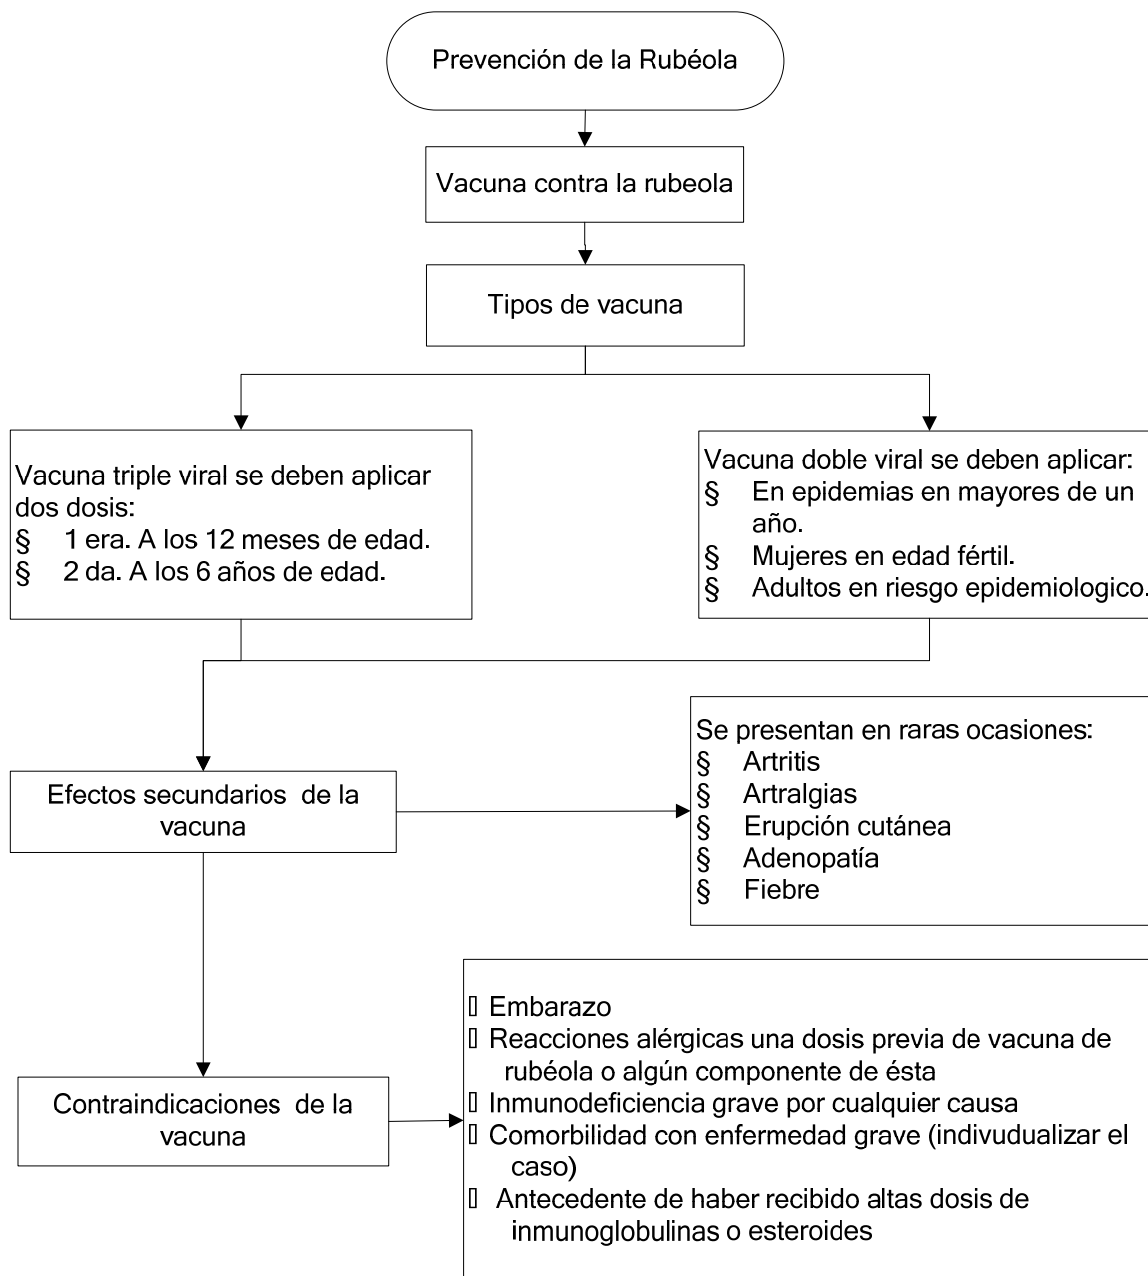 Prevención de la Rubéola
Vacuna contra la rubeola
Tipos de vacuna
Vacuna triple viral se deben aplicar
dos dosis:
§ 1 era. A los 12 meses de edad.
§ 2 da. A los 6 años de edad.
Vacuna doble viral se deben aplicar:
§ En epidemias en mayores de un
año.
§ Mujeres en edad fértil.
§ Adultos en riesgo epidemiologico.
Efectos secundarios de la
vacuna
Se presentan en raras ocasiones:
§ Artritis
§ Artralgias
§ Erupción cutánea
§ Adenopatía
§ Fiebre
Contraindicaciones de la
vacuna
▯ Embarazo
▯ Reacciones alérgicas una dosis previa de vacuna de
rubéola o algún componente de ésta
▯ Inmunodeficiencia grave por cualquier causa
▯ Comorbilidad con enfermedad grave (indivudualizar el
caso)
▯ Antecedente de haber recibido altas dosis de
inmunoglobulinas o esteroides